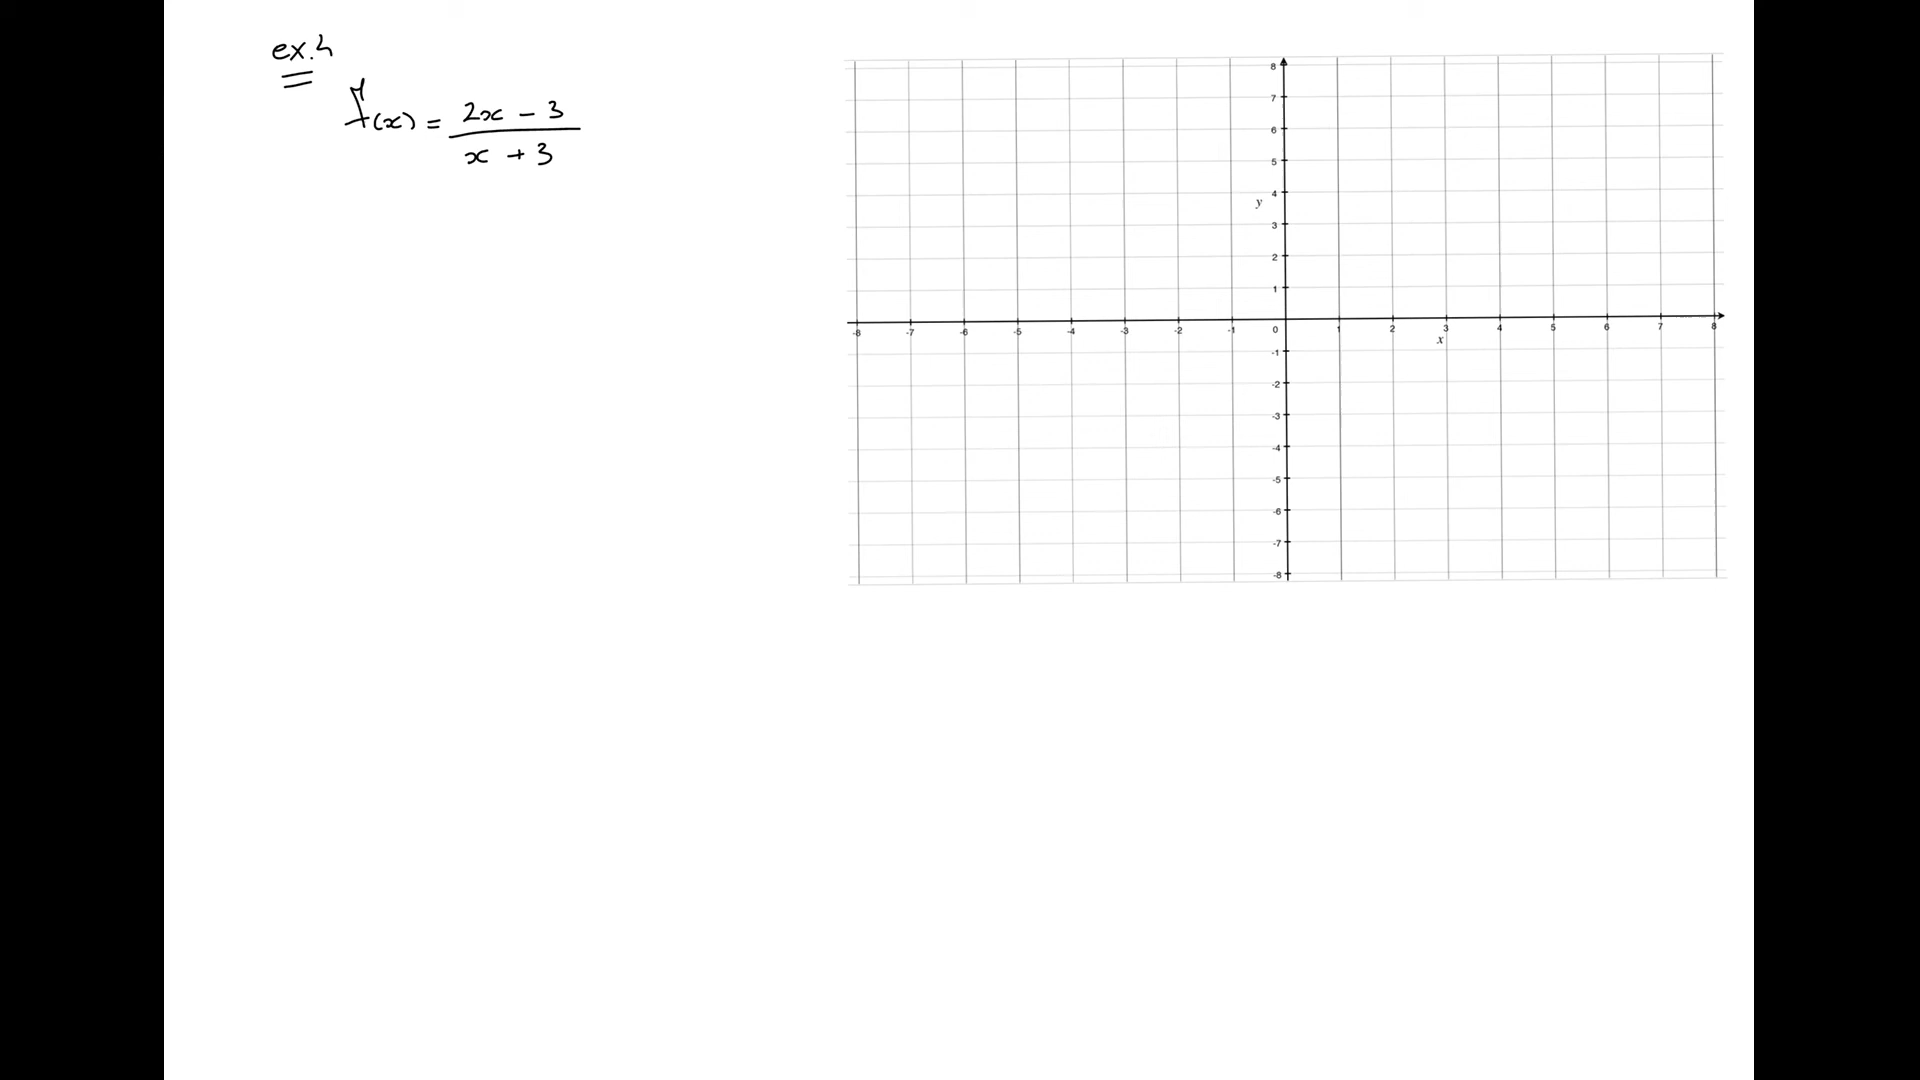 ex.4
f(x) = 2x - 3
x + 3
8
7
6
5
4
y
3
2
1
-8 -7 -6 -5 -4 -3 -2 -1 0 1 2 3 4 5 6 7 8
x
-1
-2
-3
-4
-5
-6
-7
-8